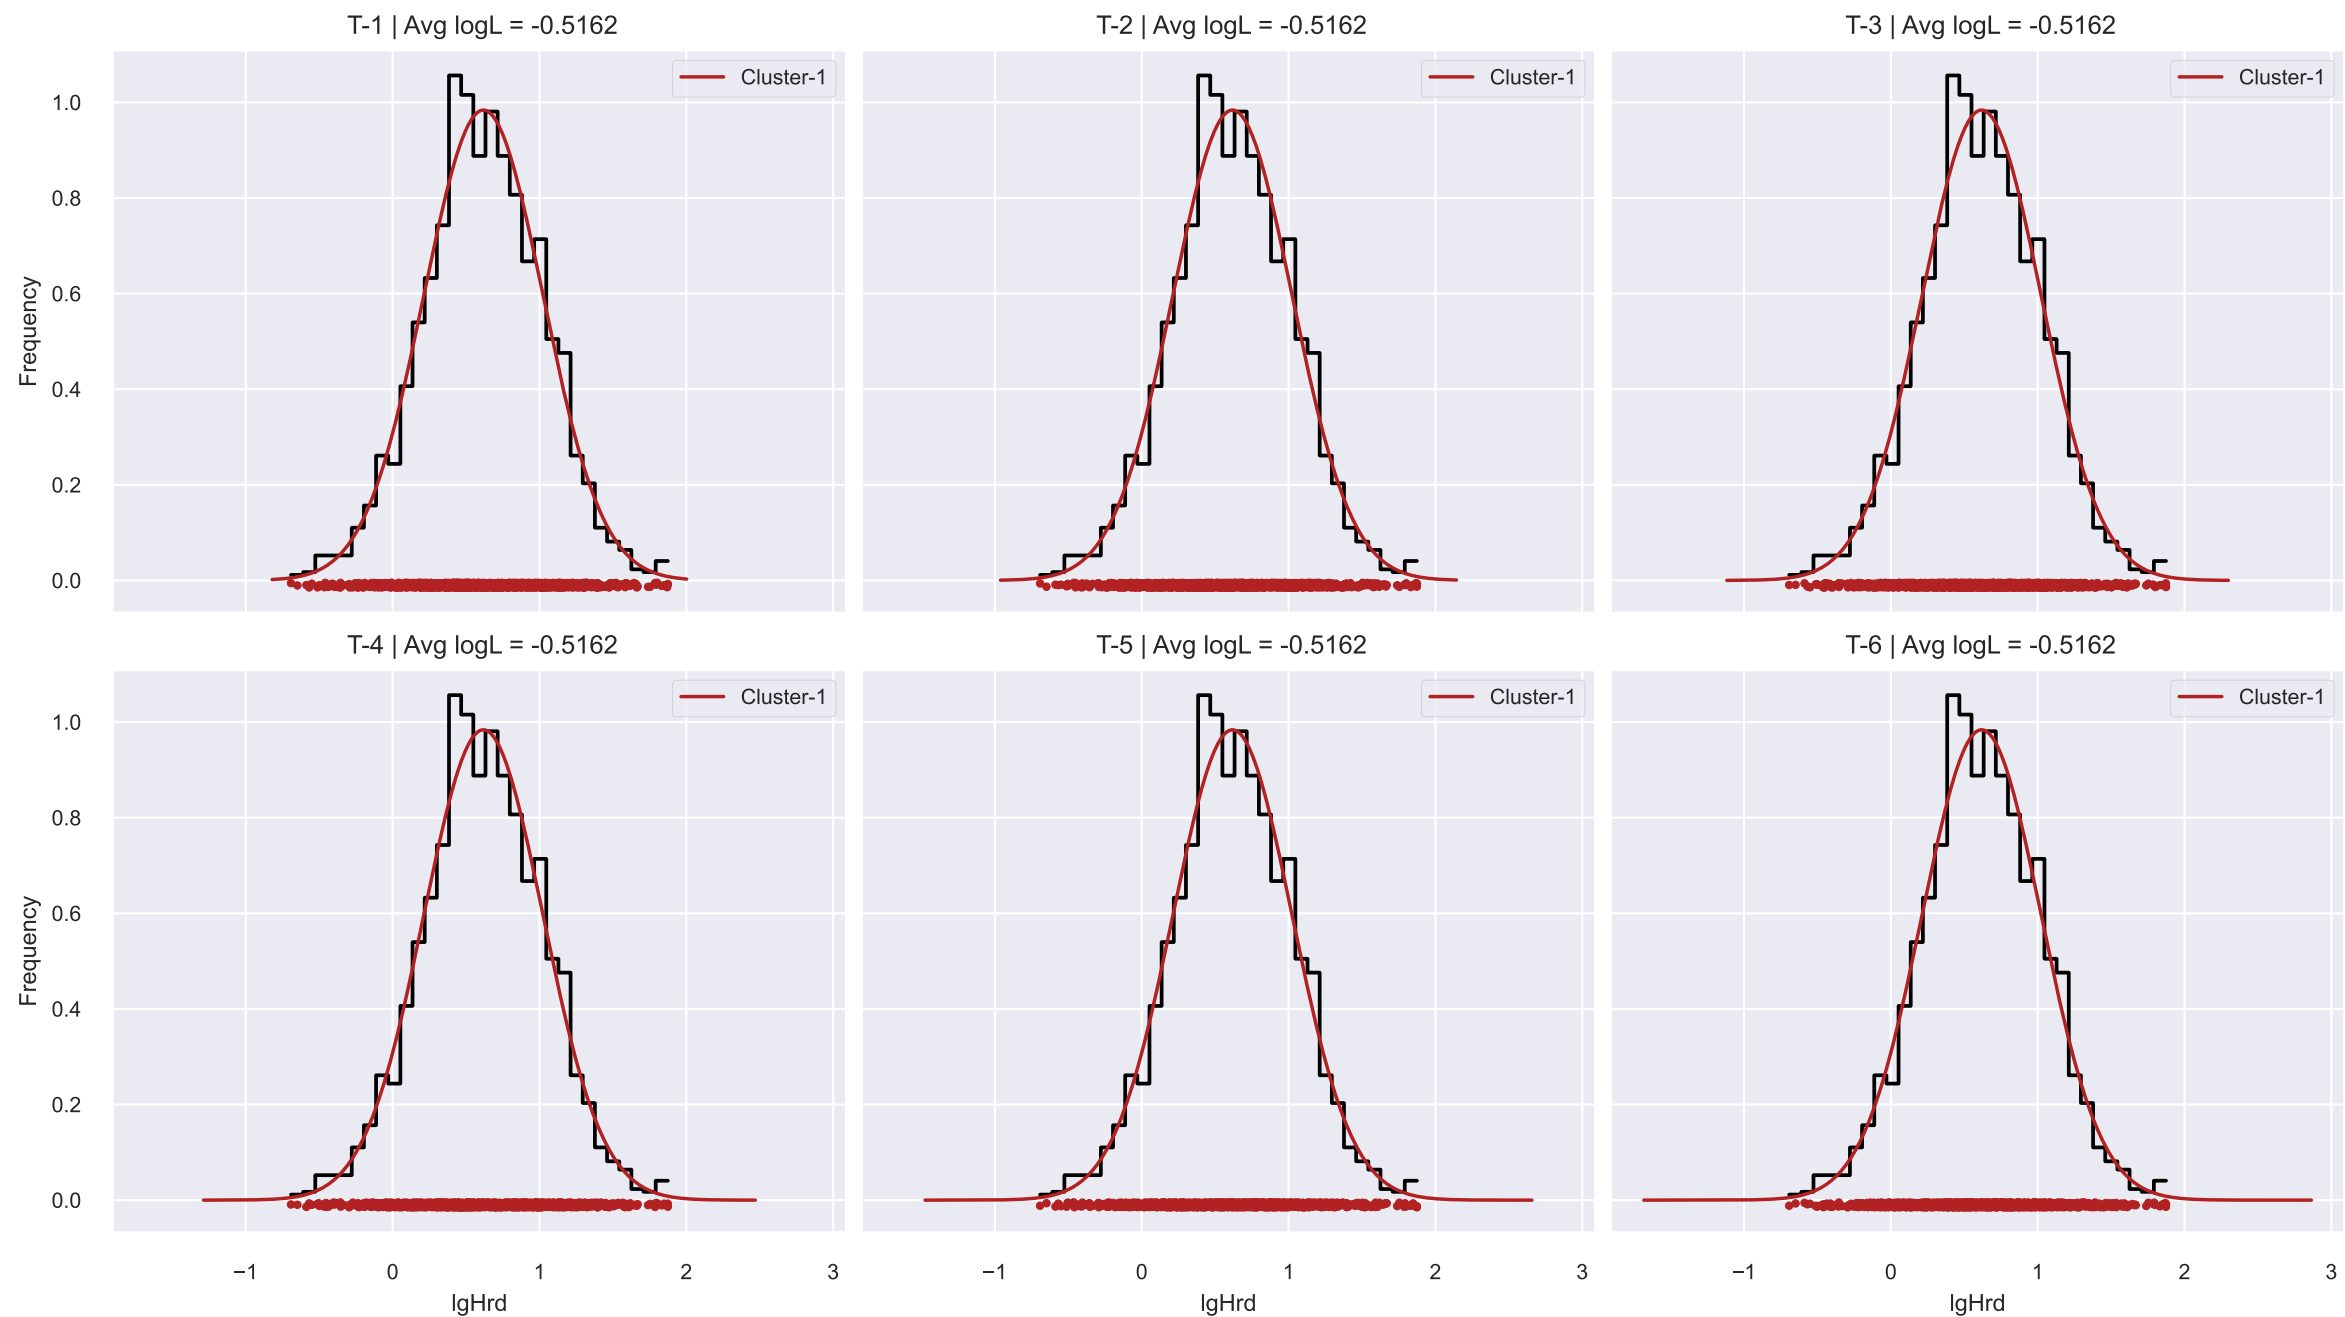 T-1 | Avg logL = -0.5162
T-2 | Avg logL = -0.5162
T-3 | Avg logL = -0.5162
Cluster-1
Cluster-1
Cluster-1
Frequency
1.0
0.8
0.6
0.4
0.2
0.0
T-4 | Avg logL = -0.5162
T-5 | Avg logL = -0.5162
T-6 | Avg logL = -0.5162
Cluster-1
Cluster-1
Cluster-1
Frequency
1.0
0.8
0.6
0.4
0.2
0.0
−1 0 1 2 3
−1 0 1 2 3
−1 0 1 2 3
lgHrd
lgHrd
lgHrd